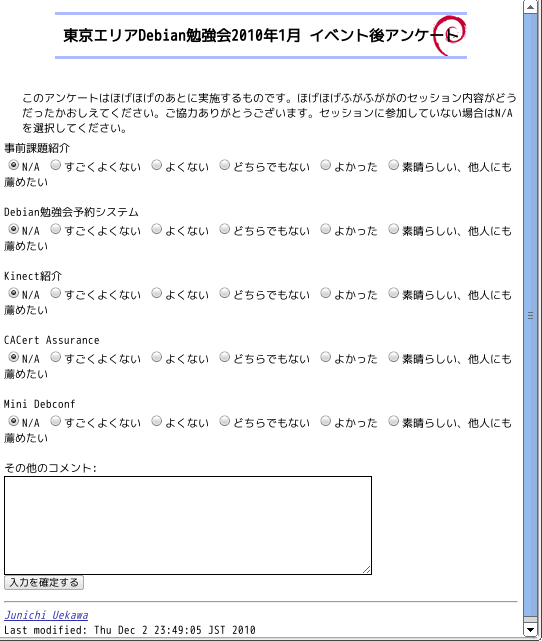 東京エリアDebian勉強会2010年1月 イベント後アンケート
このアンケートはほげほげのあとに実施するものです。ほげほげふがふががのセッション内容がどう
だったかおしえてください。ご協力ありがとうございます。セッションに参加していない場合はN/A
を選択してください。
事前課題紹介
N/A すごくよくない よくない どちらでもない よかった 素晴らしい、他人にも
薦めたい
Debian勉強会予約システム
N/A すごくよくない よくない どちらでもない よかった 素晴らしい、他人にも
薦めたい
Kinect紹介
N/A すごくよくない よくない どちらでもない よかった 素晴らしい、他人にも
薦めたい
CACert Assurance
N/A すごくよくない よくない どちらでもない よかった 素晴らしい、他人にも
薦めたい
Mini Debconf
N/A すごくよくない よくない どちらでもない よかった 素晴らしい、他人にも
薦めたい
その他のコメント:
入力を確定する
Junichi Uekawa
Last modified: Thu Dec 2 23:49:05 JST 2010